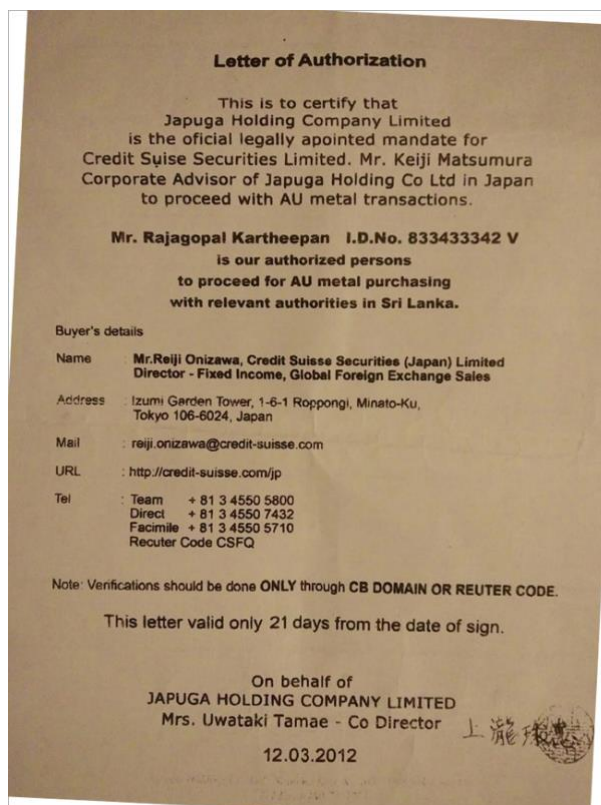 Letter of Authorization
This is to certify that
Japuga Holding Company Limited
is the oficial legally apointed mandate for
Credit Suise Securities Limited. Mr. Keiji Matsumura
Corporate Advisor of Japuga Holding Co Ltd in Japan
to proceed with AU metal transactions.
Mr. Rajagopal Kartheepan I.D.No. 833433342 V
is our authorized persons
to proceed for AU metal purchasing
with relevant authorities in Sri Lanka.
Buyer's details
Name : Mr.Reiji Onizawa, Credit Suisse Securities (Japan) Limited
Director - Fixed Income, Global Foreign Exchange Sales
Address : Izumi Garden Tower, 1-6-1 Roppongi, Minato-Ku,
Tokyo 106-6024, Japan
Mail : reiji.onizawa@credit-suisse.com
URL : http://credit-suisse.com/jp
Tel : Team + 81 3 4550 5800
Direct + 81 3 4550 7432
Facimile + 81 3 4550 5710
Recuter Code CSFQ
Note: Verifications should be done ONLY through CB DOMAIN OR REUTER CODE.
This letter valid only 21 days from the date of sign.
On behalf of
JAPUGA HOLDING COMPANY LIMITED
Mrs. Uwataki Tamae - Co Director 上瀧
12.03.2012